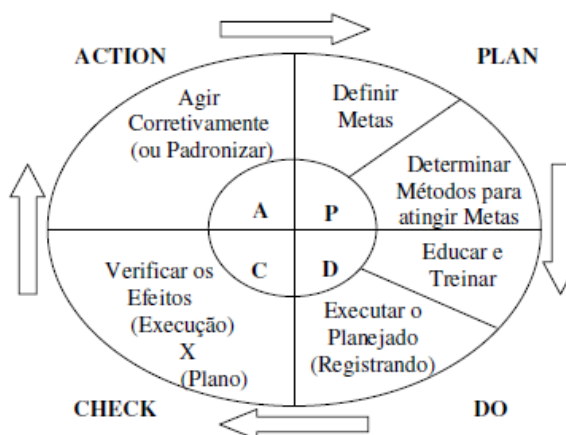 ACTION
PLAN
Agir
Corretivamente
(ou Padronizar)
Definir
Metas
Determinar
Métodos para
atingir Metas
A
P
C
D
Verificar os
Efeitos
(Execução)
X
(Plano)
Educar e
Treinar
Executar o
Planejado
(Registrando)
CHECK
DO